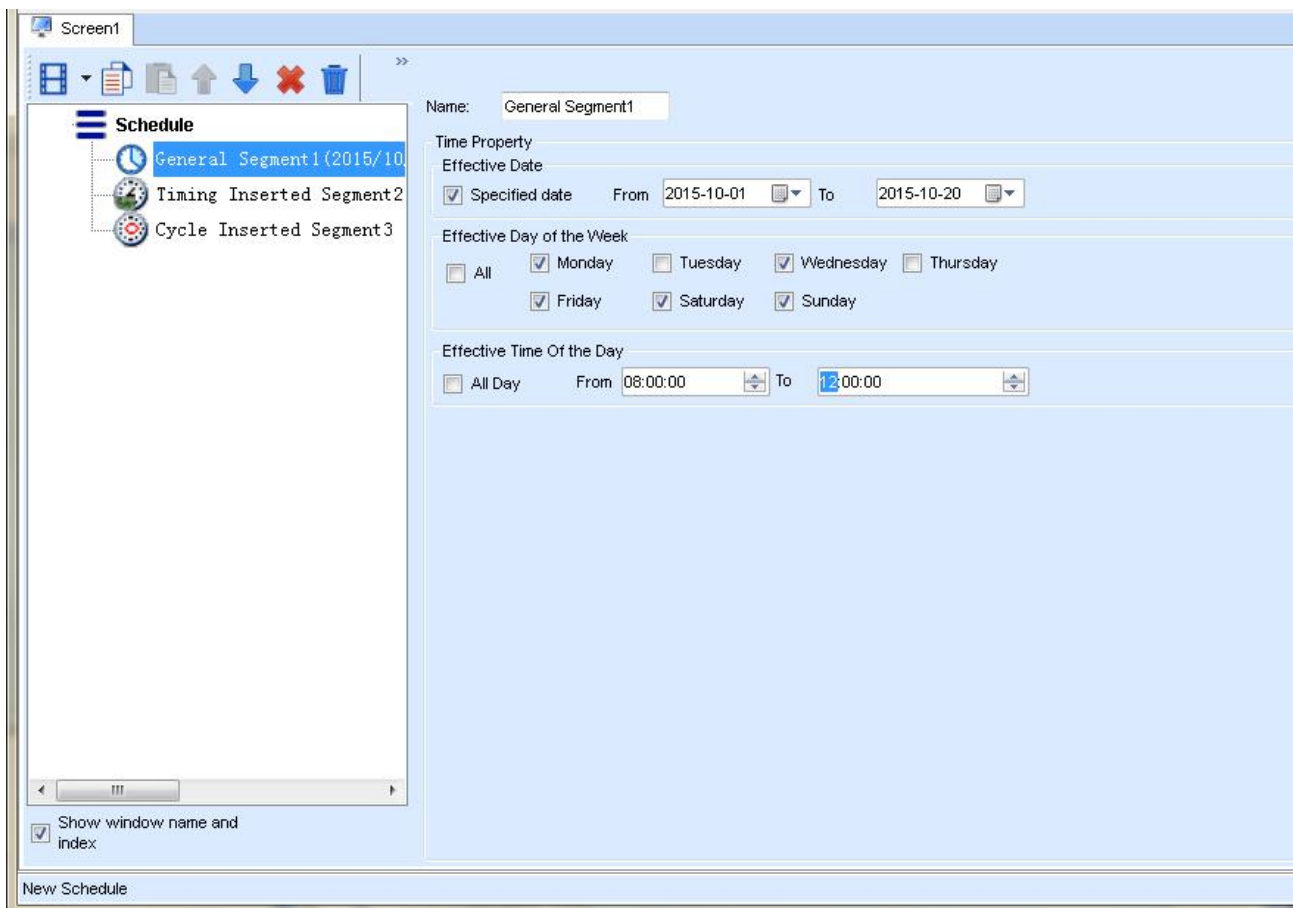 Screen1
»
Schedule
General Segment1(2015/10
Timing Inserted Segment2
Cycle Inserted Segment3
Show window name and
index
Name: General Segment1
Time Property
Effective Date
Specified date From 2015-10-01 To 2015-10-20
Effective Day of the Week
All Monday Tuesday Wednesday Thursday
Friday Saturday Sunday
Effective Time Of the Day
All Day From 08:00:00 To 12:00:00
New Schedule